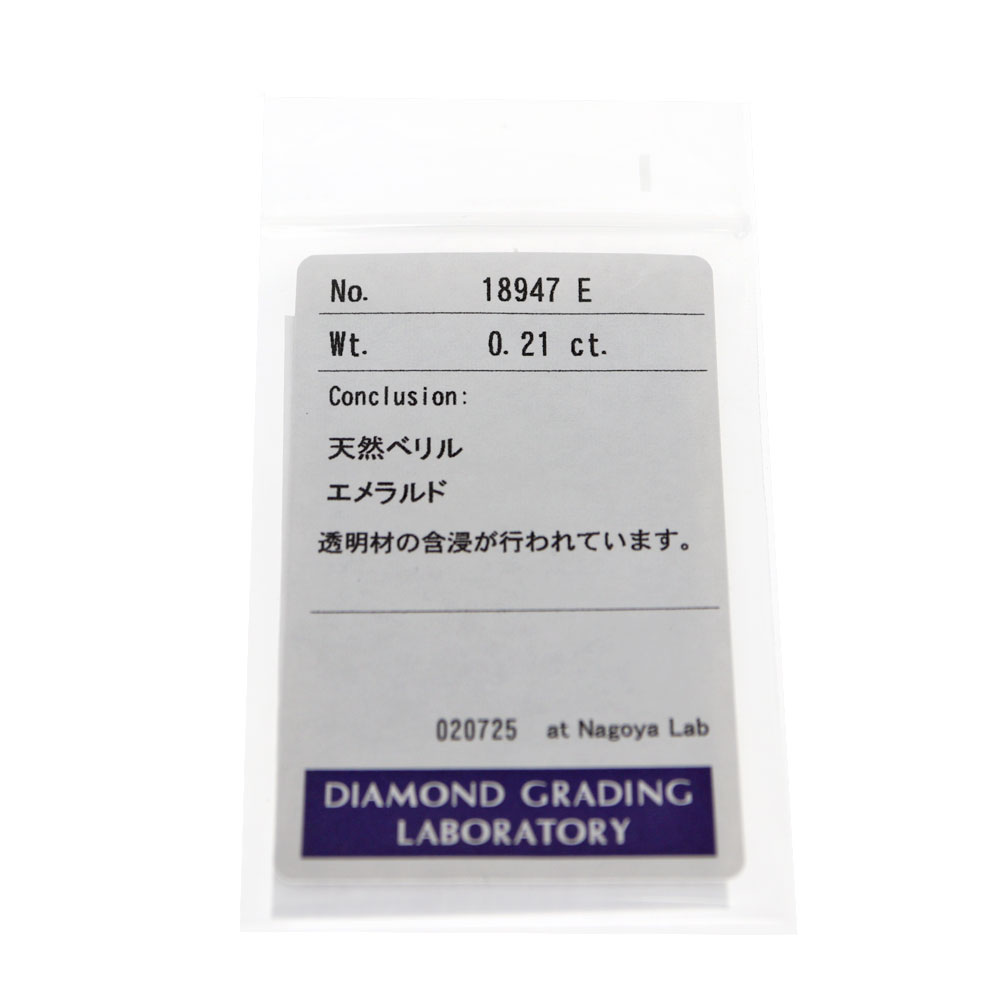 No. 18947 E
Wt. 0.21 ct.
Conclusion:
天然ベリル
エメラルド
透明材の含浸が行われています。
020725 at Nagoya Lab
DIAMOND GRADING
LABORATORY